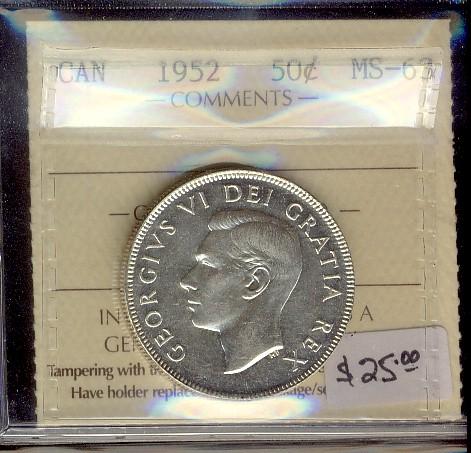 CAN 1952 50¢ MS-63
— COMMENTS —
GEORGIVS VI DEI GRATIA REX
HP
IN A
GE
Tampering with
Have holder
$25.00